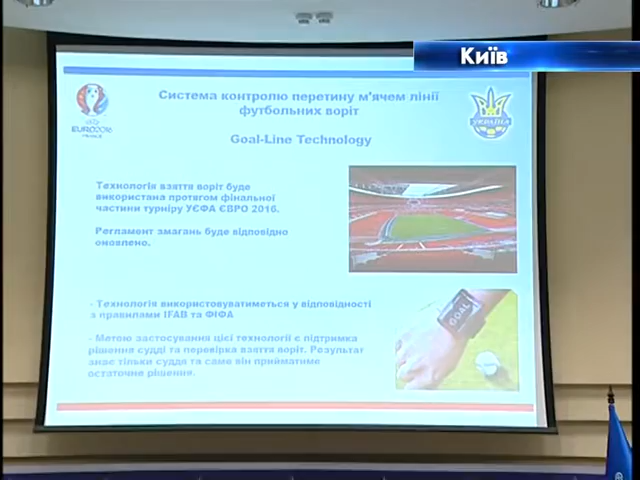 Київ
Система контролю перетину м'ячем лінії
футбольних воріт
UEFA
EURO2016
FRANCE
УКРАЇНА
Goal-Line Technology
Технологія взяття воріт буде
використана протягом фінальної
частини турніру УЄФА ЄВРО 2016.
Регламент змагань буде відповідно
оновлено.
- Технологія використовуватиметься у відповідності
з правилами IFAB та ФІФА
GOAL
- Метою застосування цієї технології є підтримка
рішення судді та перевірка взяття воріт. Результат
знає тільки суддя та саме він прийматиме
остаточне рішення.